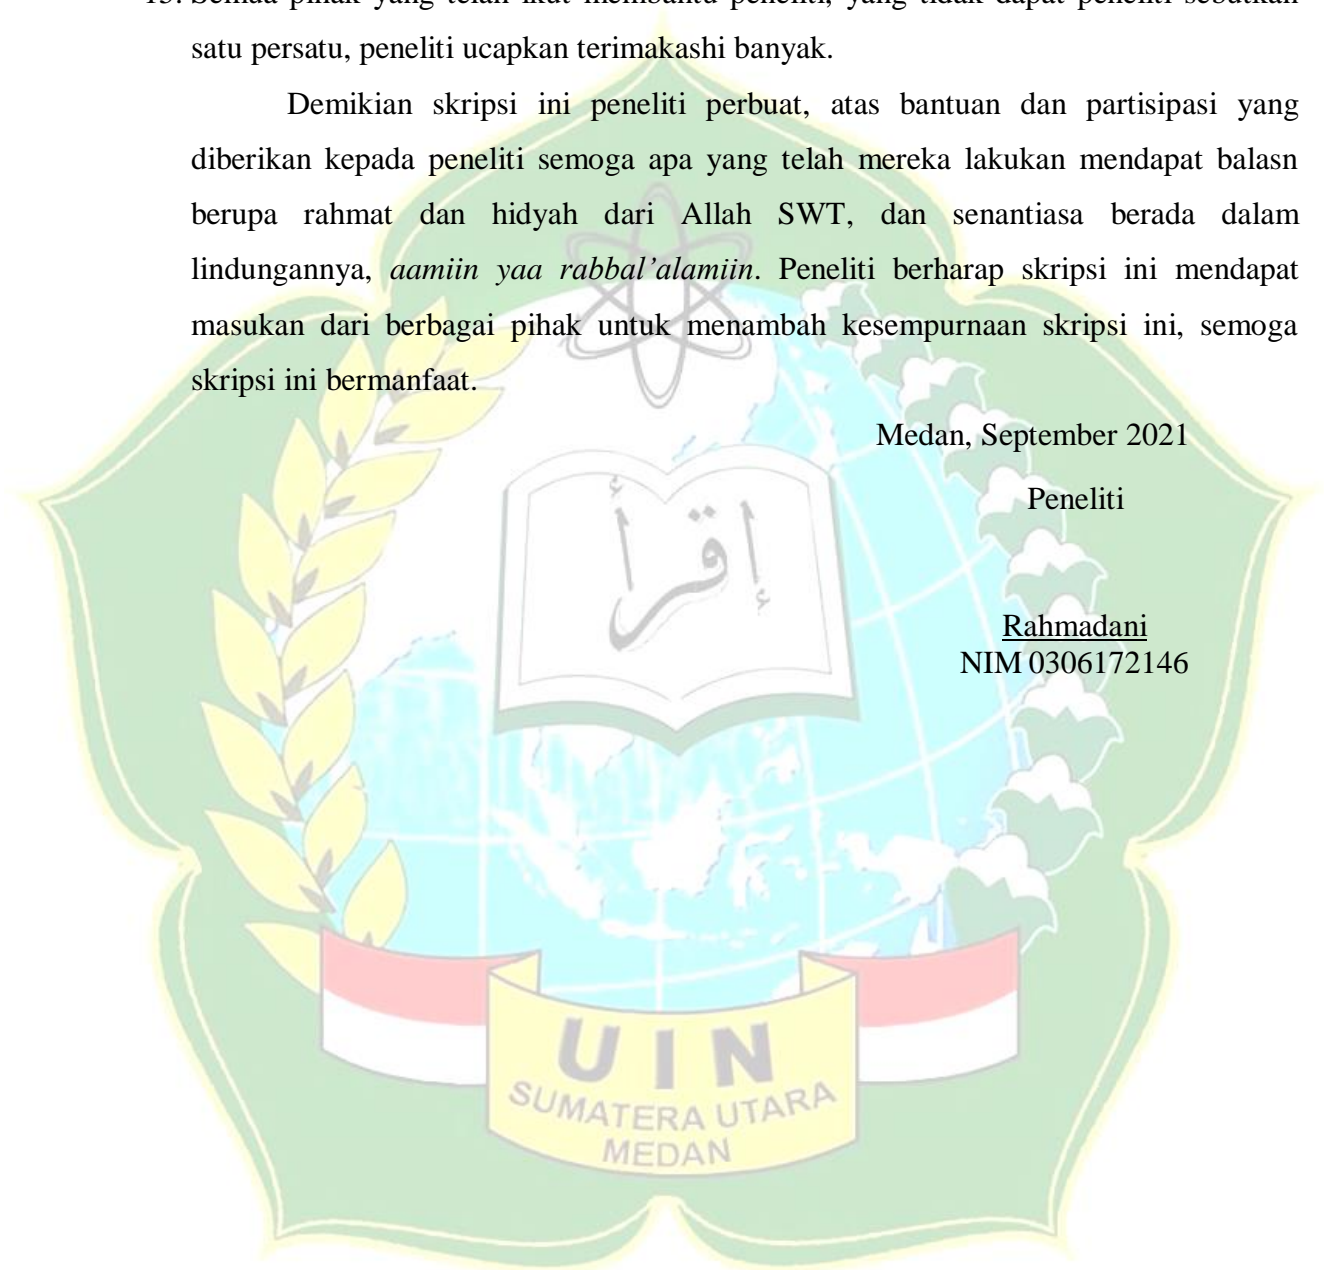 15. Semua pihak yang telah ikut membantu peneliti, yang tidak dapat peneliti sebutkan
satu persatu, peneliti ucapkan terimakashi banyak.
Demikian skripsi ini peneliti perbuat, atas bantuan dan partisipasi yang
diberikan kepada peneliti semoga apa yang telah mereka lakukan mendapat balasn
berupa rahmat dan hidyah dari Allah SWT, dan senantiasa berada dalam
lindungannya, aamiin yaa rabbal’alamiin. Peneliti berharap skripsi ini mendapat
masukan dari berbagai pihak untuk menambah kesempurnaan skripsi ini, semoga
skripsi ini bermanfaat.
Medan, September 2021
Peneliti
إقرأ
Rahmadani
NIM 0306172146
UIN
SUMATERA UTARA
MEDAN